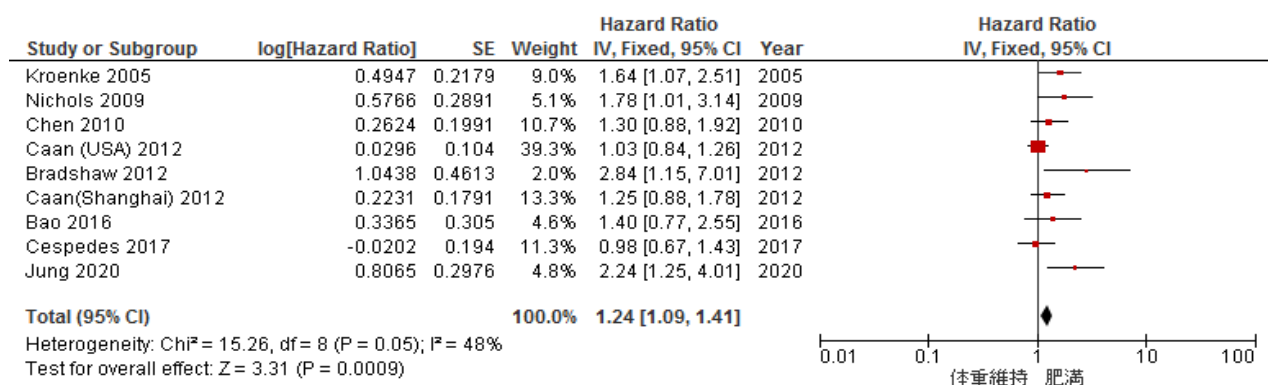 Hazard Ratio Hazard Ratio
Study or Subgroup log[Hazard Ratio] SE Weight IV, Fixed, 95% CI Year IV, Fixed, 95% CI
Kroenke 2005 0.4947 0.2179 9.0% 1.64 [1.07, 2.51] 2005
Nichols 2009 0.5766 0.2891 5.1% 1.78 [1.01, 3.14] 2009
Chen 2010 0.2624 0.1991 10.7% 1.30 [0.88, 1.92] 2010
Caan (USA) 2012 0.0296 0.104 39.3% 1.03 [0.84, 1.26] 2012
Bradshaw 2012 1.0438 0.4613 2.0% 2.84 [1.15, 7.01] 2012
Caan(Shanghai) 2012 0.2231 0.1791 13.3% 1.25 [0.88, 1.78] 2012
Bao 2016 0.3365 0.305 4.6% 1.40 [0.77, 2.55] 2016
Cespedes 2017 -0.0202 0.194 11.3% 0.98 [0.67, 1.43] 2017
Jung 2020 0.8065 0.2976 4.8% 2.24 [1.25, 4.01] 2020
Total (95% CI) 100.0% 1.24 [1.09, 1.41]
Heterogeneity: Chi² = 15.26, df = 8 (P = 0.05); I² = 48%
Test for overall effect: Z = 3.31 (P = 0.0009)
0.01 0.1 1 10 100
体重維持 肥満